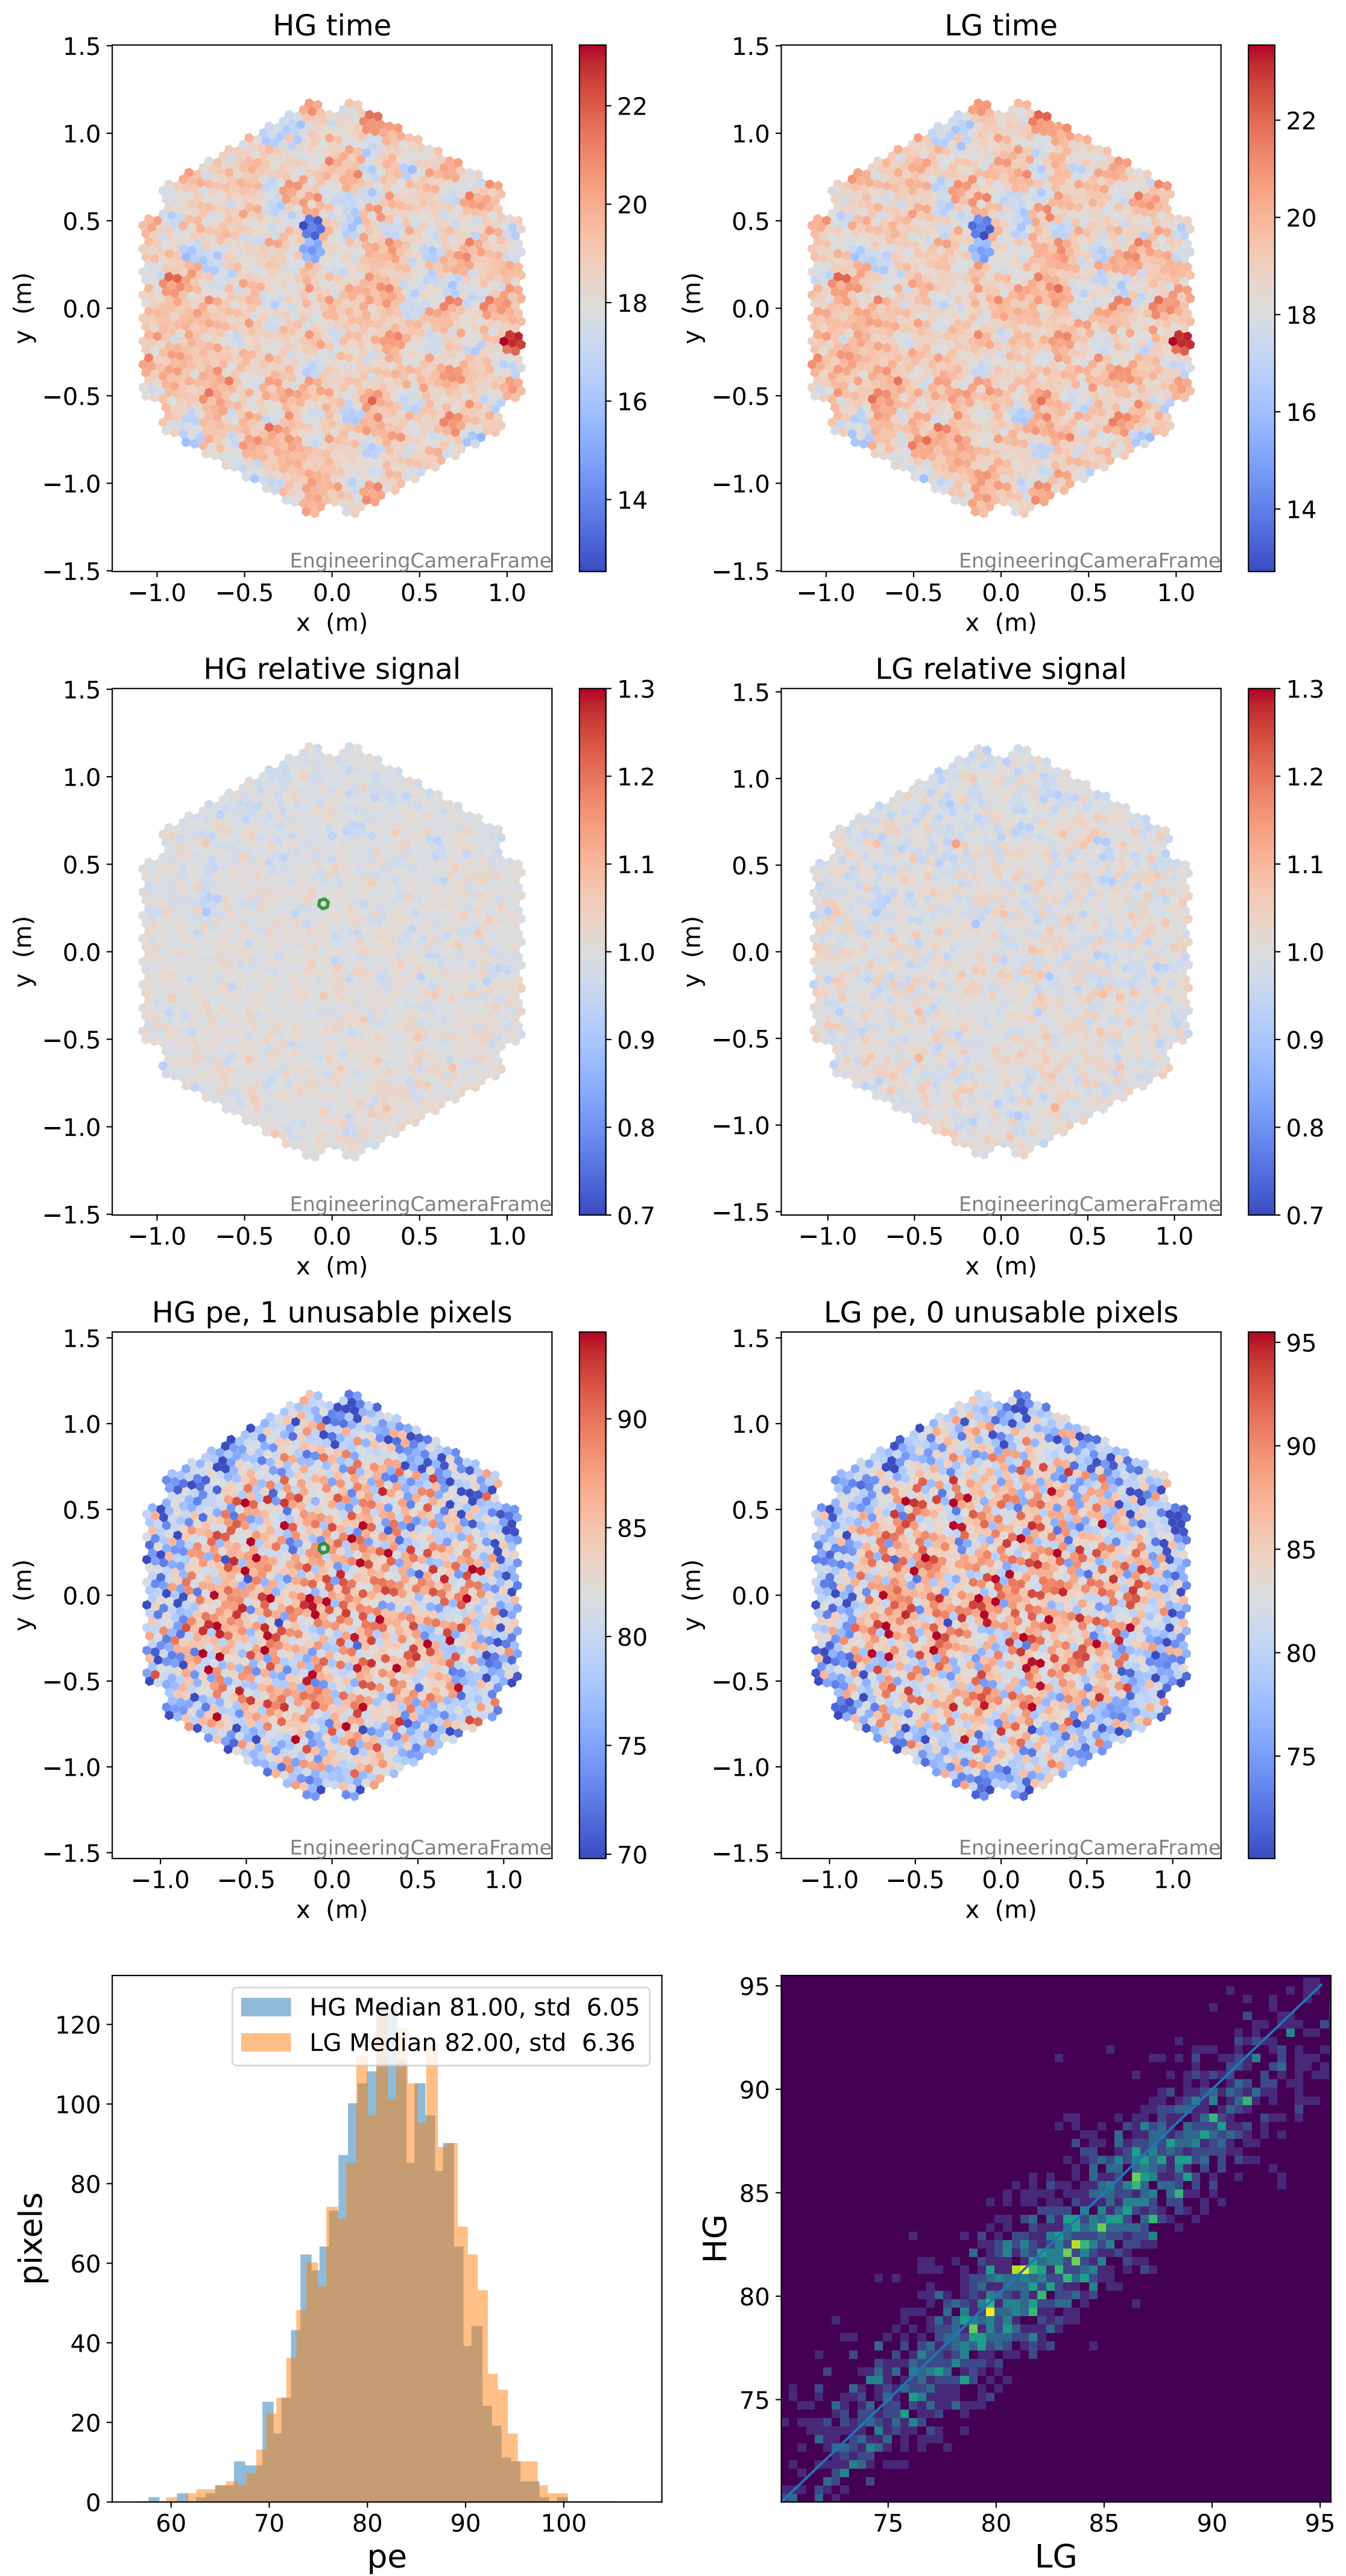 HG time
LG time
1.5
1.0
0.5
0.0
−0.5
−1.0
−1.5
y (m)
−1.0 −0.5 0.0 0.5 1.0
x (m)
EngineeringCameraFrame
22
20
18
16
14
1.5
1.0
0.5
0.0
−0.5
−1.0
−1.5
y (m)
−1.0 −0.5 0.0 0.5 1.0
x (m)
EngineeringCameraFrame
22
20
18
16
14
HG relative signal
LG relative signal
1.5
1.0
0.5
0.0
−0.5
−1.0
−1.5
y (m)
−1.0 −0.5 0.0 0.5 1.0
x (m)
EngineeringCameraFrame
1.3
1.2
1.1
1.0
0.9
0.8
0.7
1.5
1.0
0.5
0.0
−0.5
−1.0
−1.5
y (m)
−1.0 −0.5 0.0 0.5 1.0
x (m)
EngineeringCameraFrame
1.3
1.2
1.1
1.0
0.9
0.8
0.7
HG pe, 1 unusable pixels
LG pe, 0 unusable pixels
1.5
1.0
0.5
0.0
−0.5
−1.0
−1.5
y (m)
−1.0 −0.5 0.0 0.5 1.0
x (m)
EngineeringCameraFrame
90
85
80
75
70
1.5
1.0
0.5
0.0
−0.5
−1.0
−1.5
y (m)
−1.0 −0.5 0.0 0.5 1.0
x (m)
EngineeringCameraFrame
95
90
85
80
75
HG Median 81.00, std 6.05
LG Median 82.00, std 6.36
120
100
80
60
40
20
0
pixels
60 70 80 90 100
pe
95
90
85
80
75
HG
75 80 85 90 95
LG